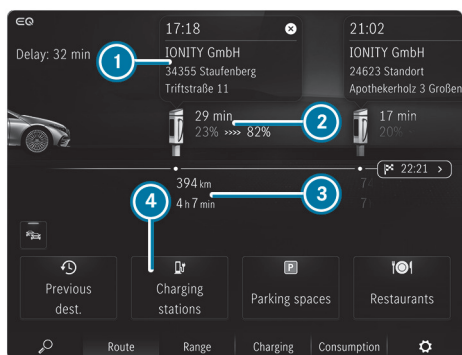 EQ
17:18
21:02
Delay: 32 min
IONITY GmbH
34355 Staufenberg
Triftstraße 11
IONITY GmbH
24623 Standort
Apothekerholz 3 Großen
1
29 min
23% »»» 82%
2
17 min
20%
22:21 >
394 km
4 h 7 min
3
4
Previous
dest.
Charging
stations
P
Parking spaces
Restaurants
Route
Range
Charging
Consumption